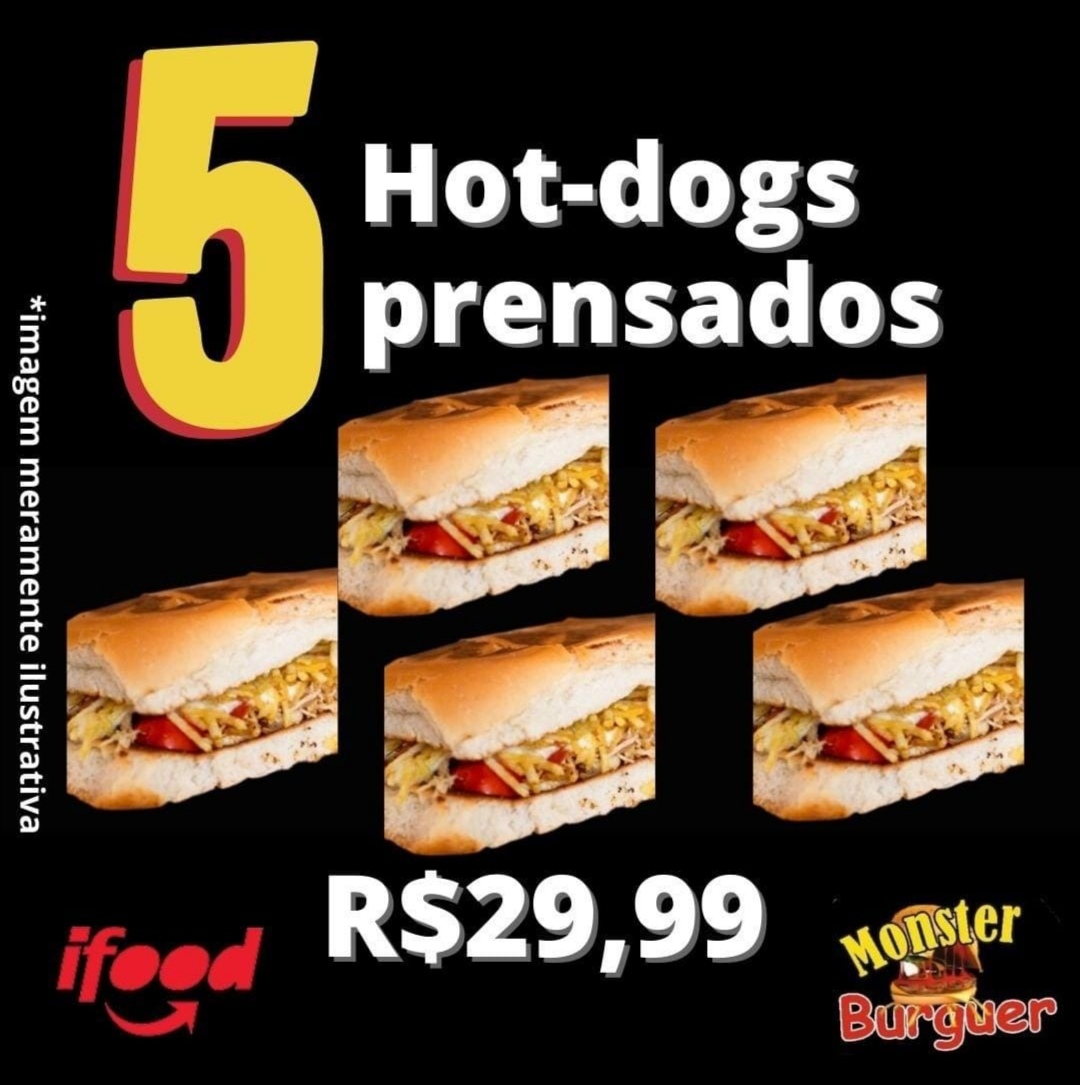 5
Hot-dogs
prensados
*imagem meramente ilustrativa
R$29,99
ifood
Monster
Burguer